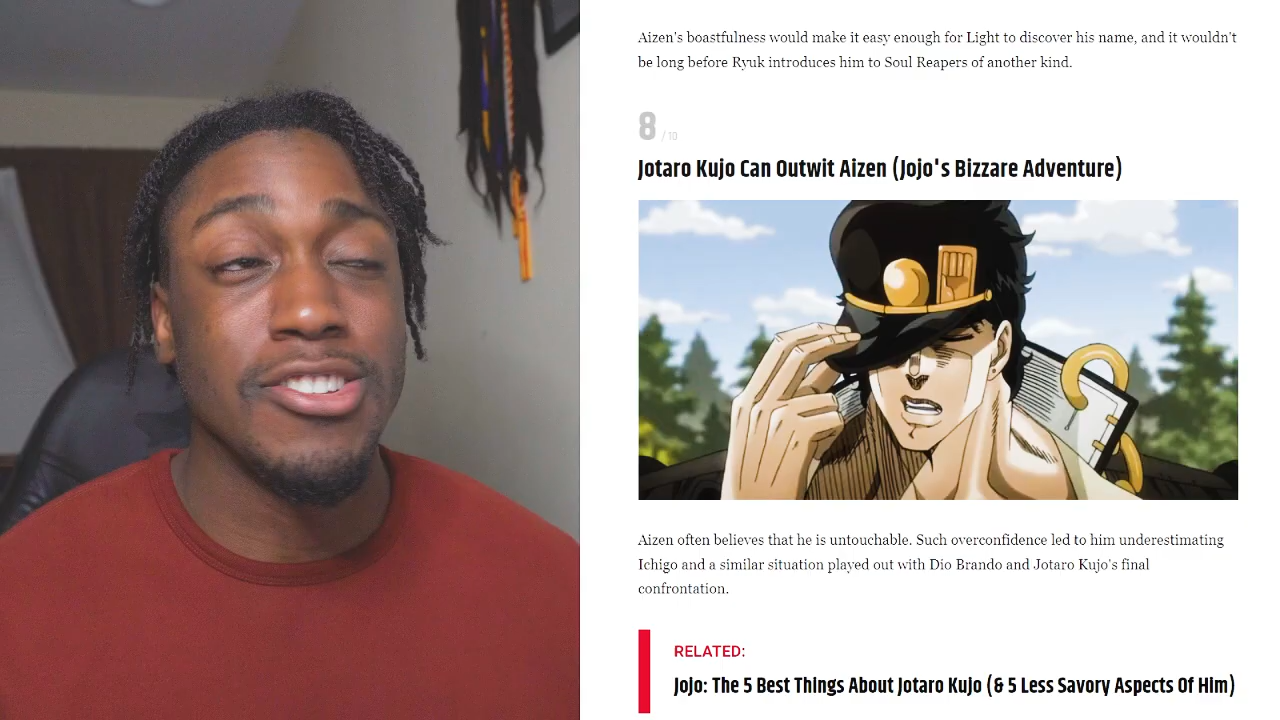 Aizen's boastfulness would make it easy enough for Light to discover his name, and it wouldn't
be long before Ryuk introduces him to Soul Reapers of another kind.
8 / 10
Jotaro Kujo Can Outwit Aizen (Jojo's Bizzare Adventure)
Aizen often believes that he is untouchable. Such overconfidence led to him underestimating
Ichigo and a similar situation played out with Dio Brando and Jotaro Kujo's final
confrontation.
RELATED:
Jojo: The 5 Best Things About Jotaro Kujo (& 5 Less Savory Aspects Of Him)